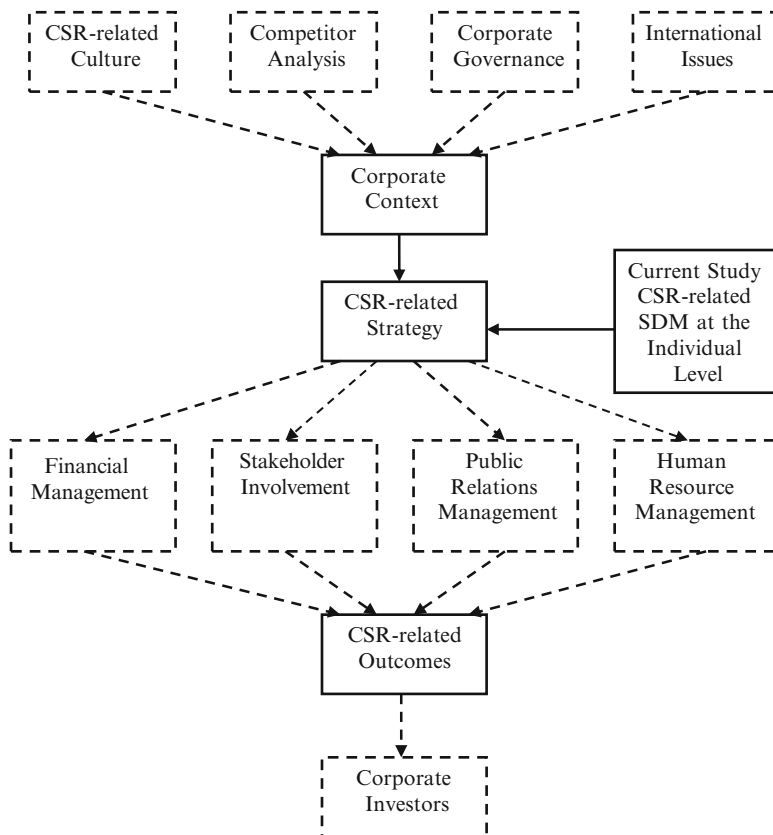 CSR-related
Culture
Competitor
Analysis
Corporate
Governance
International
Issues
Corporate
Context
CSR-related
Strategy
Current Study
CSR-related
SDM at the
Individual
Level
Financial
Management
Stakeholder
Involvement
Public
Relations
Management
Human
Resource
Management
CSR-related
Outcomes
Corporate
Investors